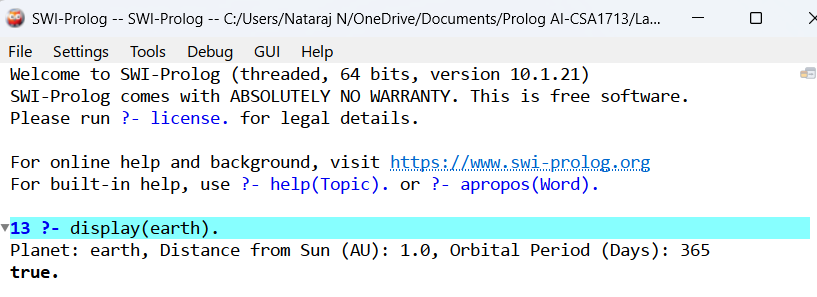 SWI-Prolog -- SWI-Prolog -- C:/Users/Nataraj N/OneDrive/Documents/Prolog AI-CSA1713/La...
File Settings Tools Debug GUI Help
Welcome to SWI-Prolog (threaded, 64 bits, version 10.1.21)
SWI-Prolog comes with ABSOLUTELY NO WARRANTY. This is free software.
Please run ?- license. for legal details.
For online help and background, visit https://www.swi-prolog.org
For built-in help, use ?- help(Topic). or ?- apropos(Word).
13 ?- display(earth).
Planet: earth, Distance from Sun (AU): 1.0, Orbital Period (Days): 365
true.